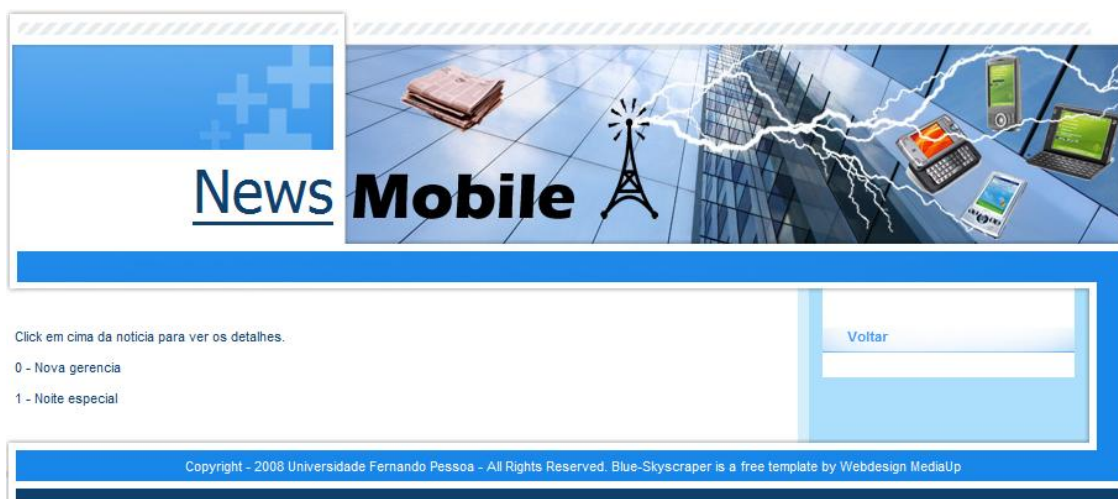 News Mobile
Click em cima da noticia para ver os detalhes.
0 - Nova gerencia
1 - Noite especial
Voltar
Copyright - 2008 Universidade Fernando Pessoa - All Rights Reserved. Blue-Skyscraper is a free template by Webdesign MediaUp